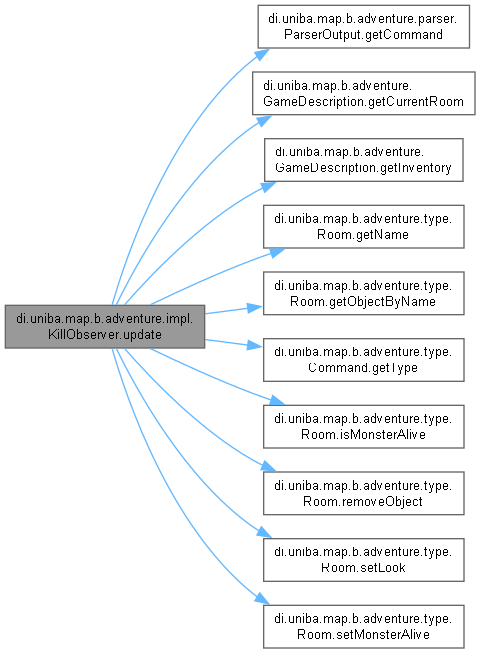 di.uniba.map.b.adventure.parser.
ParserOutput.getCommand
di.uniba.map.b.adventure.
GameDescription.getCurrentRoom
di.uniba.map.b.adventure.
GameDescription.getInventory
di.uniba.map.b.adventure.type.
Room.getName
di.uniba.map.b.adventure.type.
Room.getObjectByName
di.uniba.map.b.adventure.impl.
KillObserver.update
di.uniba.map.b.adventure.type.
Command.getType
di.uniba.map.b.adventure.type.
Room.isMonsterAlive
di.uniba.map.b.adventure.type.
Room.removeObject
di.uniba.map.b.adventure.type.
Room.setLook
di.uniba.map.b.adventure.type.
Room.setMonsterAlive